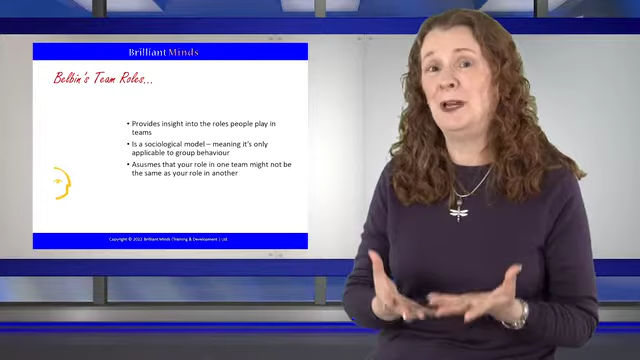 Brilliant Minds
Belbin's Team Roles...
• Provides insight into the roles people play in
teams
• Is a sociological model – meaning it's only
applicable to group behaviour
• Asusmes that your role in one team might not be
the same as your role in another
Copyright © 2022 Brilliant Minds (Training & Development) Ltd